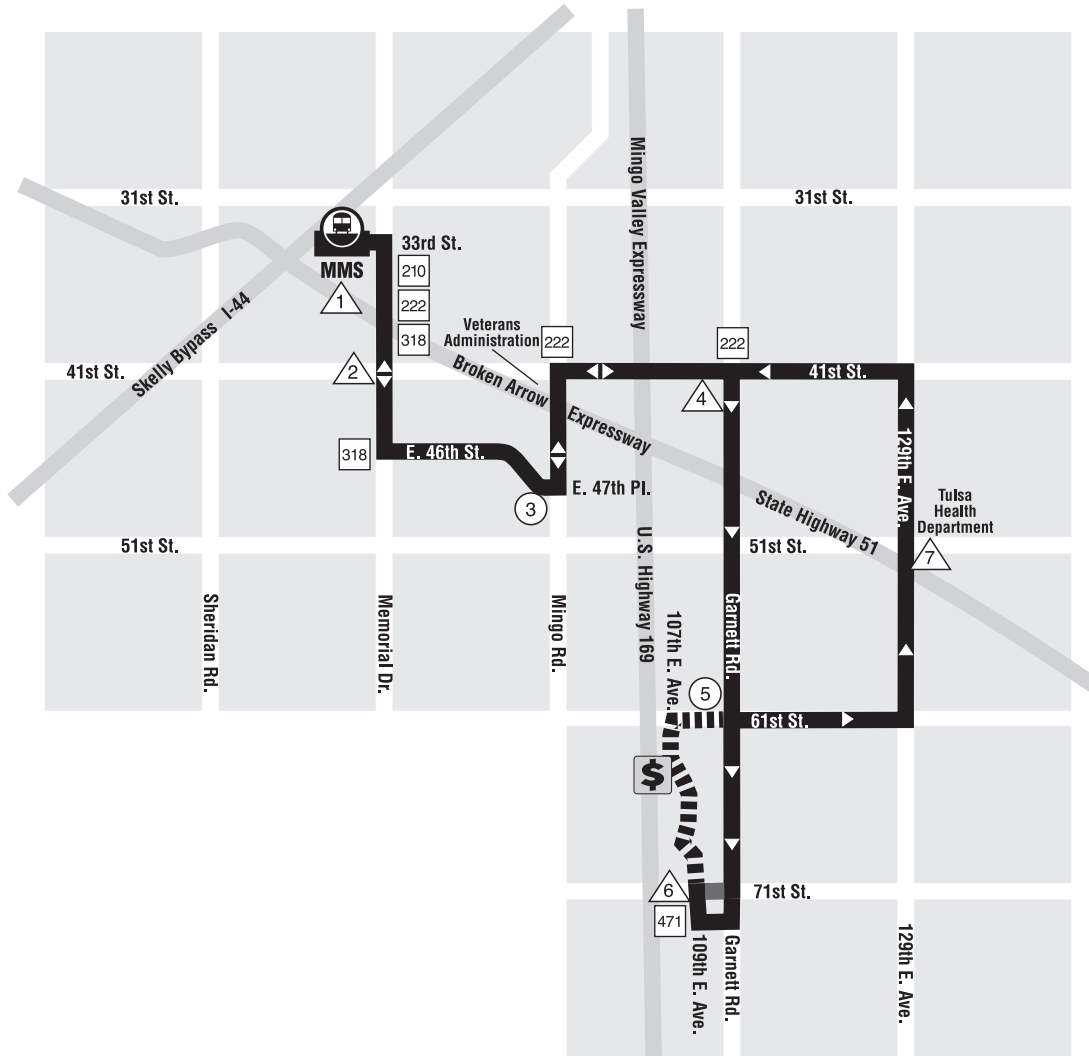 31st St.
31st St.
Mingo Valley Expressway
33rd St.
MMS
210
1
222
318
Skelly Bypass I-44
Veterans
Administration
222
222
41st St.
2
Broken Arrow
Expressway
4
41st St.
318
E. 46th St.
E. 47th Pl.
3
129th E. Ave.
Tulsa
Health
Department
State Highway 51
51st St.
51st St.
7
U.S. Highway 169
Sheridan Rd.
Memorial Dr.
Mingo Rd.
107th E. Ave.
Garnett Rd.
5
61st St.
$
6
71st St.
471
109th E. Ave.
Garnett Rd.
129th E. Ave.